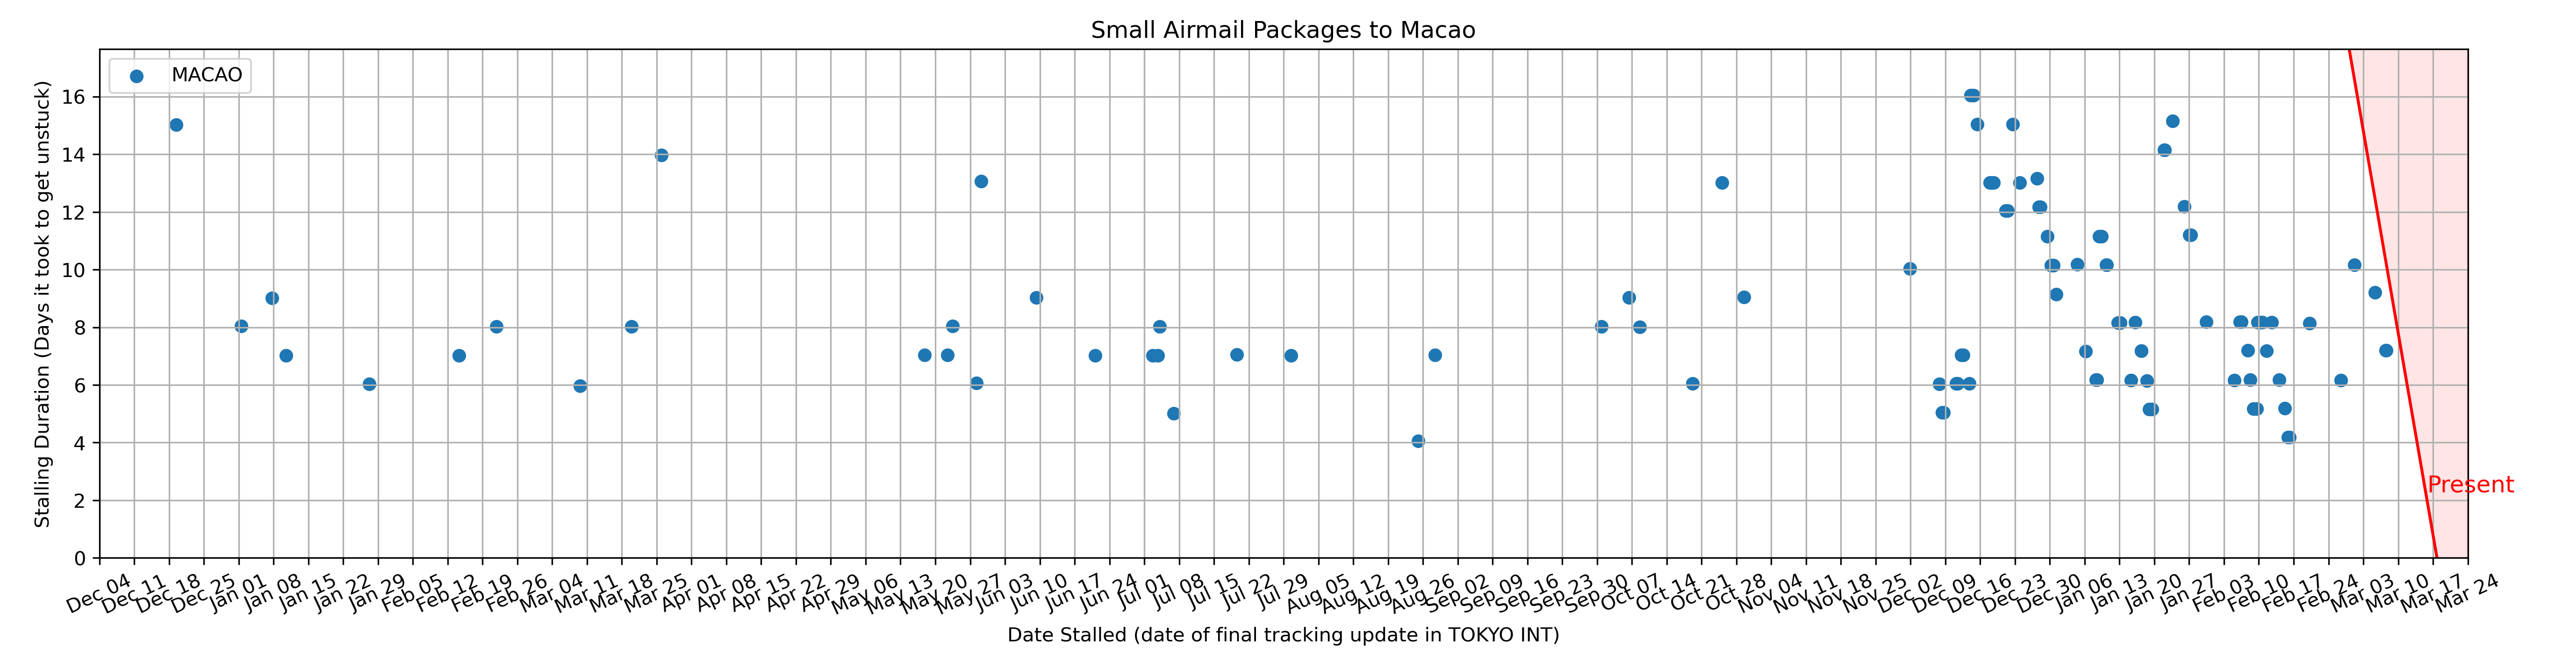 Small Airmail Packages to Macao
MACAO
Stalling Duration (Days it took to get unstuck)
16
14
12
10
8
6
4
2
0
Present
Dec 04 Dec 11 Dec 18 Dec 25 Jan 01 Jan 08 Jan 15 Jan 22 Jan 29 Feb 05 Feb 12 Feb 19 Feb 26 Mar 04 Mar 11 Mar 18 Mar 25 Apr 01 Apr 08 Apr 15 Apr 22 Apr 29 May 06 May 13 May 20 May 27 Jun 03 Jun 10 Jun 17 Jun 24 Jul 01 Jul 08 Jul 15 Jul 22 Jul 29 Aug 05 Aug 12 Aug 19 Aug 26 Sep 02 Sep 09 Sep 16 Sep 23 Sep 30 Oct 07 Oct 14 Oct 21 Oct 28 Nov 04 Nov 11 Nov 18 Nov 25 Dec 02 Dec 09 Dec 16 Dec 23 Dec 30 Jan 06 Jan 13 Jan 20 Jan 27 Feb 03 Feb 10 Feb 17 Feb 24 Mar 03 Mar 10 Mar 17 Mar 24
Date Stalled (date of final tracking update in TOKYO INT)